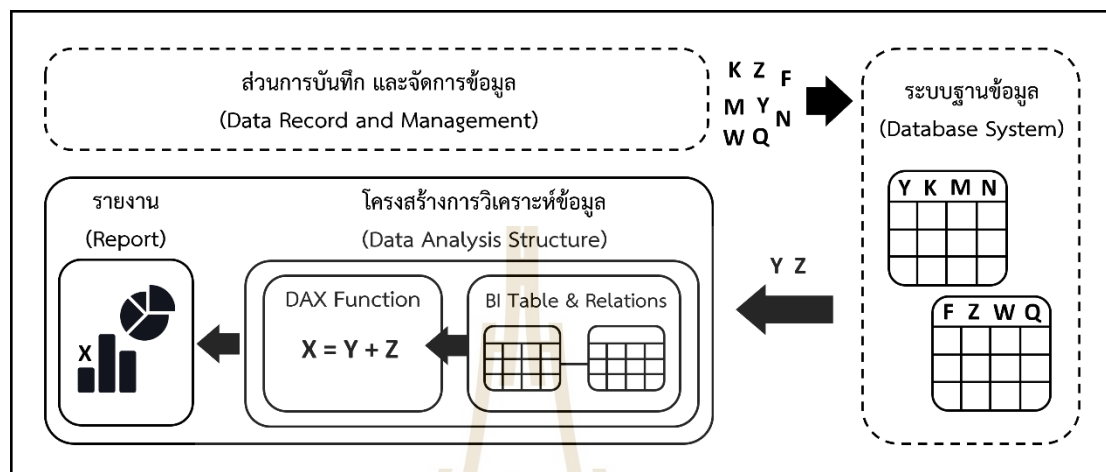 ส่วนการบันทึก และจัดการข้อมูล
(Data Record and Management)
K Z F
M Y N
W Q
ระบบฐานข้อมูล
(Database System)
Y K M N
F Z W Q
รายงาน
(Report)
โครงสร้างการวิเคราะห์ข้อมูล
(Data Analysis Structure)
Y Z
DAX Function
X = Y + Z
BI Table & Relations
X